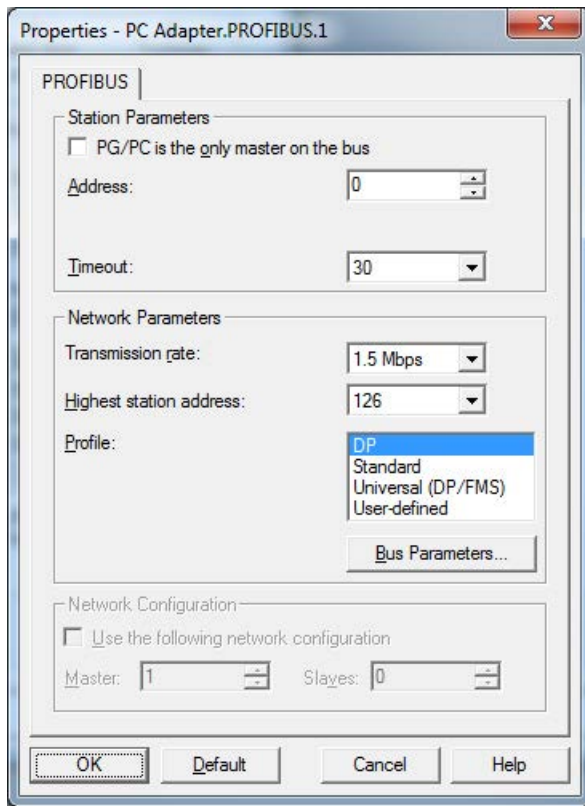 Properties - PC Adapter.PROFIBUS.1
PROFIBUS
Station Parameters
PG/PC is the only master on the bus
Address: 0
Timeout: 30
Network Parameters
Transmission rate: 1.5 Mbps
Highest station address: 126
Profile: DP
Standard
Universal (DP/FMS)
User-defined
Bus Parameters...
Network Configuration
Use the following network configuration
Master: 1 Slaves: 0
OK Default Cancel Help